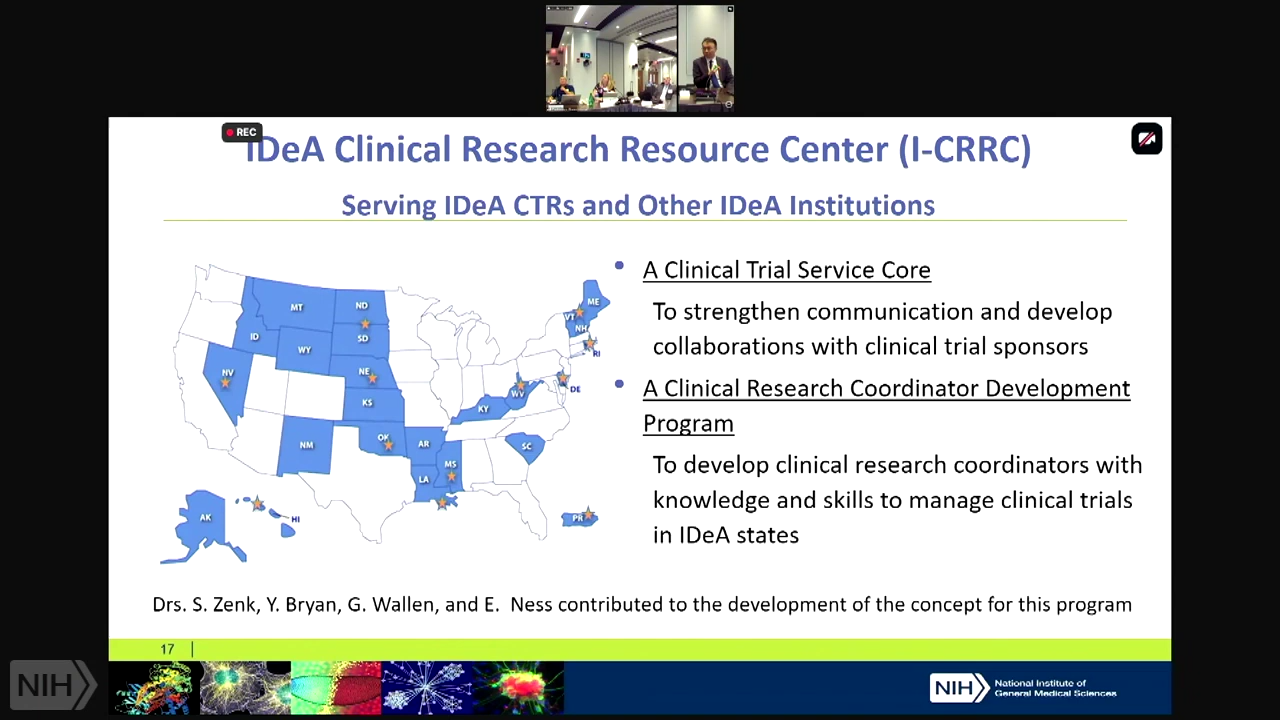 REC
IDeA Clinical Research Resource Center (I-CRRC)
Serving IDeA CTRs and Other IDeA Institutions
MT
ND
ME
VT
NH
ID
SD
WY
RI
NV
NE
DE
WV
KS
KY
NM
OK
AR
SC
MS
LA
AK
HI
PR
• A Clinical Trial Service Core
To strengthen communication and develop
collaborations with clinical trial sponsors
• A Clinical Research Coordinator Development
Program
To develop clinical research coordinators with
knowledge and skills to manage clinical trials
in IDeA states
Drs. S. Zenk, Y. Bryan, G. Wallen, and E. Ness contributed to the development of the concept for this program
17 |
NIH
NIH
National Institute of
General Medical Sciences